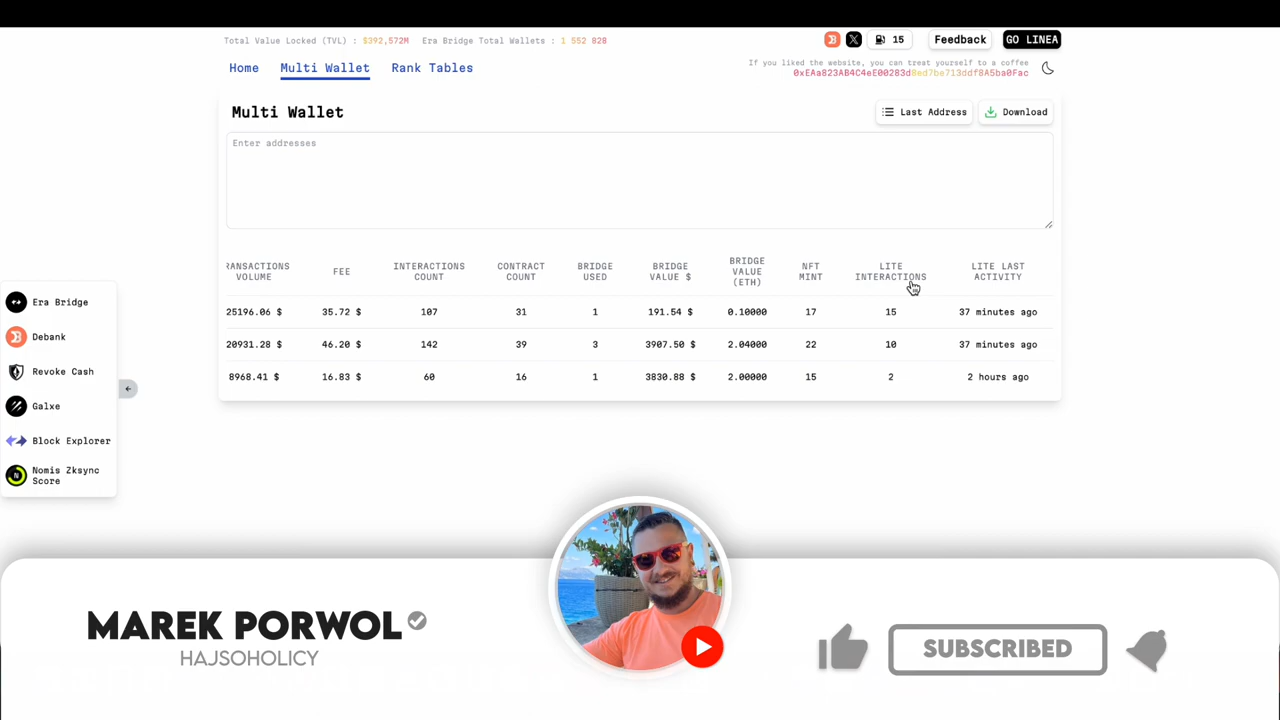 Total Value Locked (TVL) : $392,572M Era Bridge Total Wallets : 1 552 828
15 Feedback GO LINEA
If you liked the website, you can treat yourself to a coffee
0xEAa823AB4C4eE00283d8ed7be713ddf8A5ba0Fac
Home Multi Wallet Rank Tables
Multi Wallet
Last Address Download
Enter addresses
RANSACTIONS VOLUME FEE INTERACTIONS COUNT CONTRACT COUNT BRIDGE USED BRIDGE VALUE $ BRIDGE VALUE (ETH) NFT MINT LITE INTERACTIONS LITE LAST ACTIVITY
25196.06 $ 35.72 $ 107 31 1 191.54 $ 0.10000 17 15 37 minutes ago
20931.28 $ 46.20 $ 142 39 3 3907.50 $ 2.04000 22 10 37 minutes ago
8968.41 $ 16.83 $ 60 16 1 3830.88 $ 2.00000 15 2 2 hours ago
Era Bridge
Debank
Revoke Cash
Galxe
Block Explorer
Nomis Zksync
Score
MAREK PORWOL
HAJSOHOLICY
SUBSCRIBED